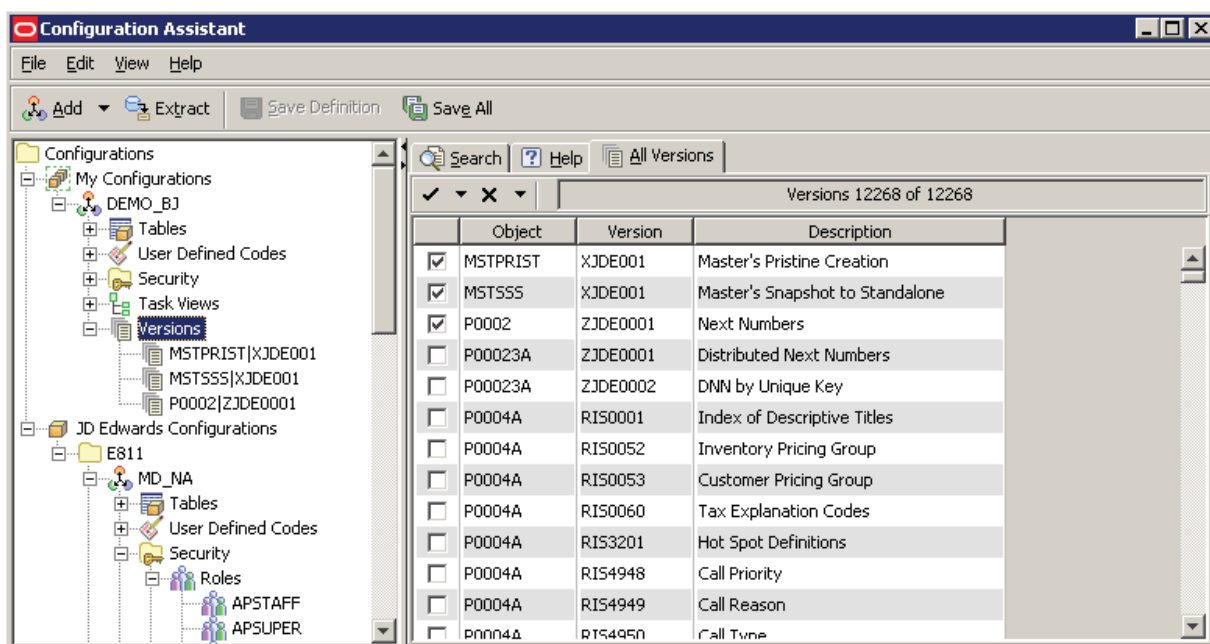 Configuration Assistant
File Edit View Help
Add Extract Save Definition Save All
Configurations
My Configurations
DEMO_BJ
Tables
User Defined Codes
Security
Task Views
Versions
MSTPRIST|XJDE001
MSTSSS|XJDE001
P0002|ZJDE0001
JD Edwards Configurations
E811
MD_NA
Tables
User Defined Codes
Security
Roles
APSTAFF
APSUPER
Search Help All Versions
Versions 12268 of 12268
Object Version Description
MSTPRIST XJDE001 Master's Pristine Creation
MSTSSS XJDE001 Master's Snapshot to Standalone
P0002 ZJDE0001 Next Numbers
P00023A ZJDE0001 Distributed Next Numbers
P00023A ZJDE0002 DNN by Unique Key
P0004A RIS0001 Index of Descriptive Titles
P0004A RIS0052 Inventory Pricing Group
P0004A RIS0053 Customer Pricing Group
P0004A RIS0060 Tax Explanation Codes
P0004A RIS3201 Hot Spot Definitions
P0004A RIS4948 Call Priority
P0004A RIS4949 Call Reason
P0004A RIS4950 Call Type